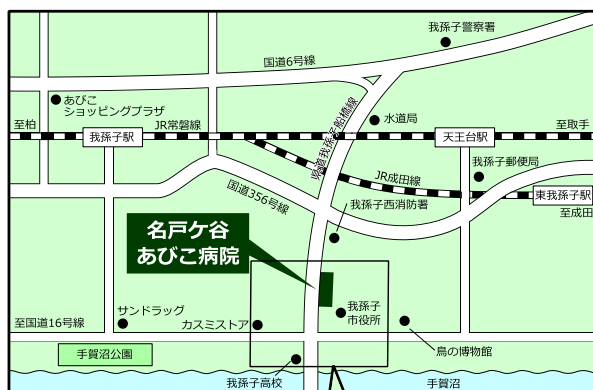 我孫子警察署
国道6号線
あびこ
ショッピングプラザ
県道我孫子船橋線
水道局
至柏
我孫子駅
JR常磐線
天王台駅
至取手
我孫子郵便局
JR成田線
国道356号線
東我孫子駅
我孫子西消防署
至成田
名戸ケ谷
あびこ病院
サンドラッグ
我孫子
市役所
至国道16号線
カスミストア
鳥の博物館
手賀沼公園
我孫子高校
手賀沼